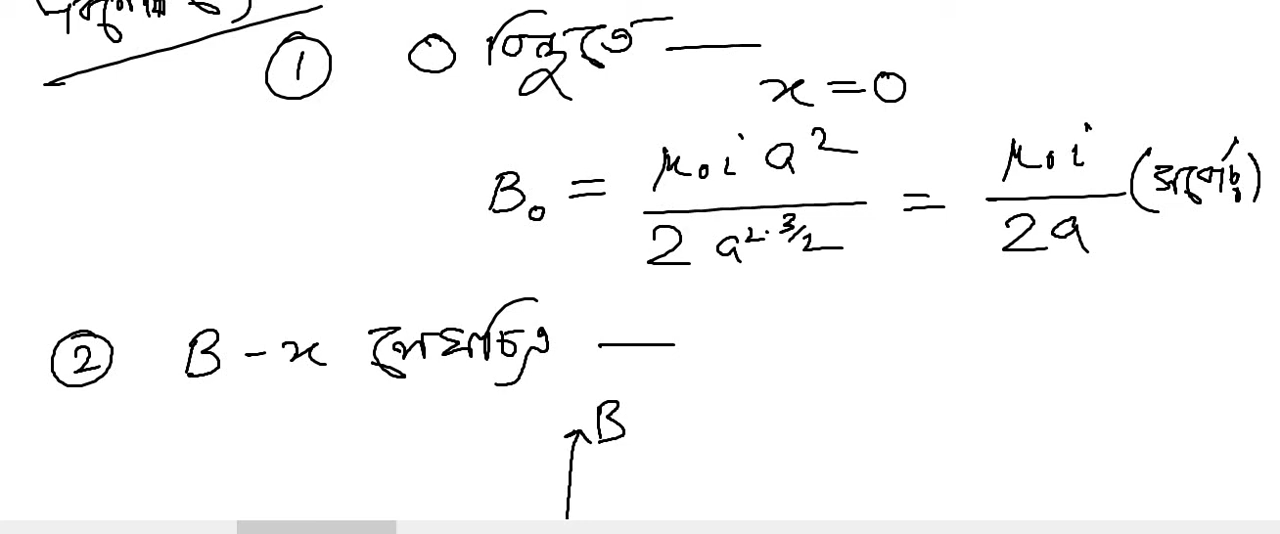 ① O বিন্দুতে —
x = 0
B₀ = μ₀ i a² / 2 a^{2·3/2} = μ₀ i / 2a (সর্বোচ্চ)
② B - x লেখচিত্র —
B